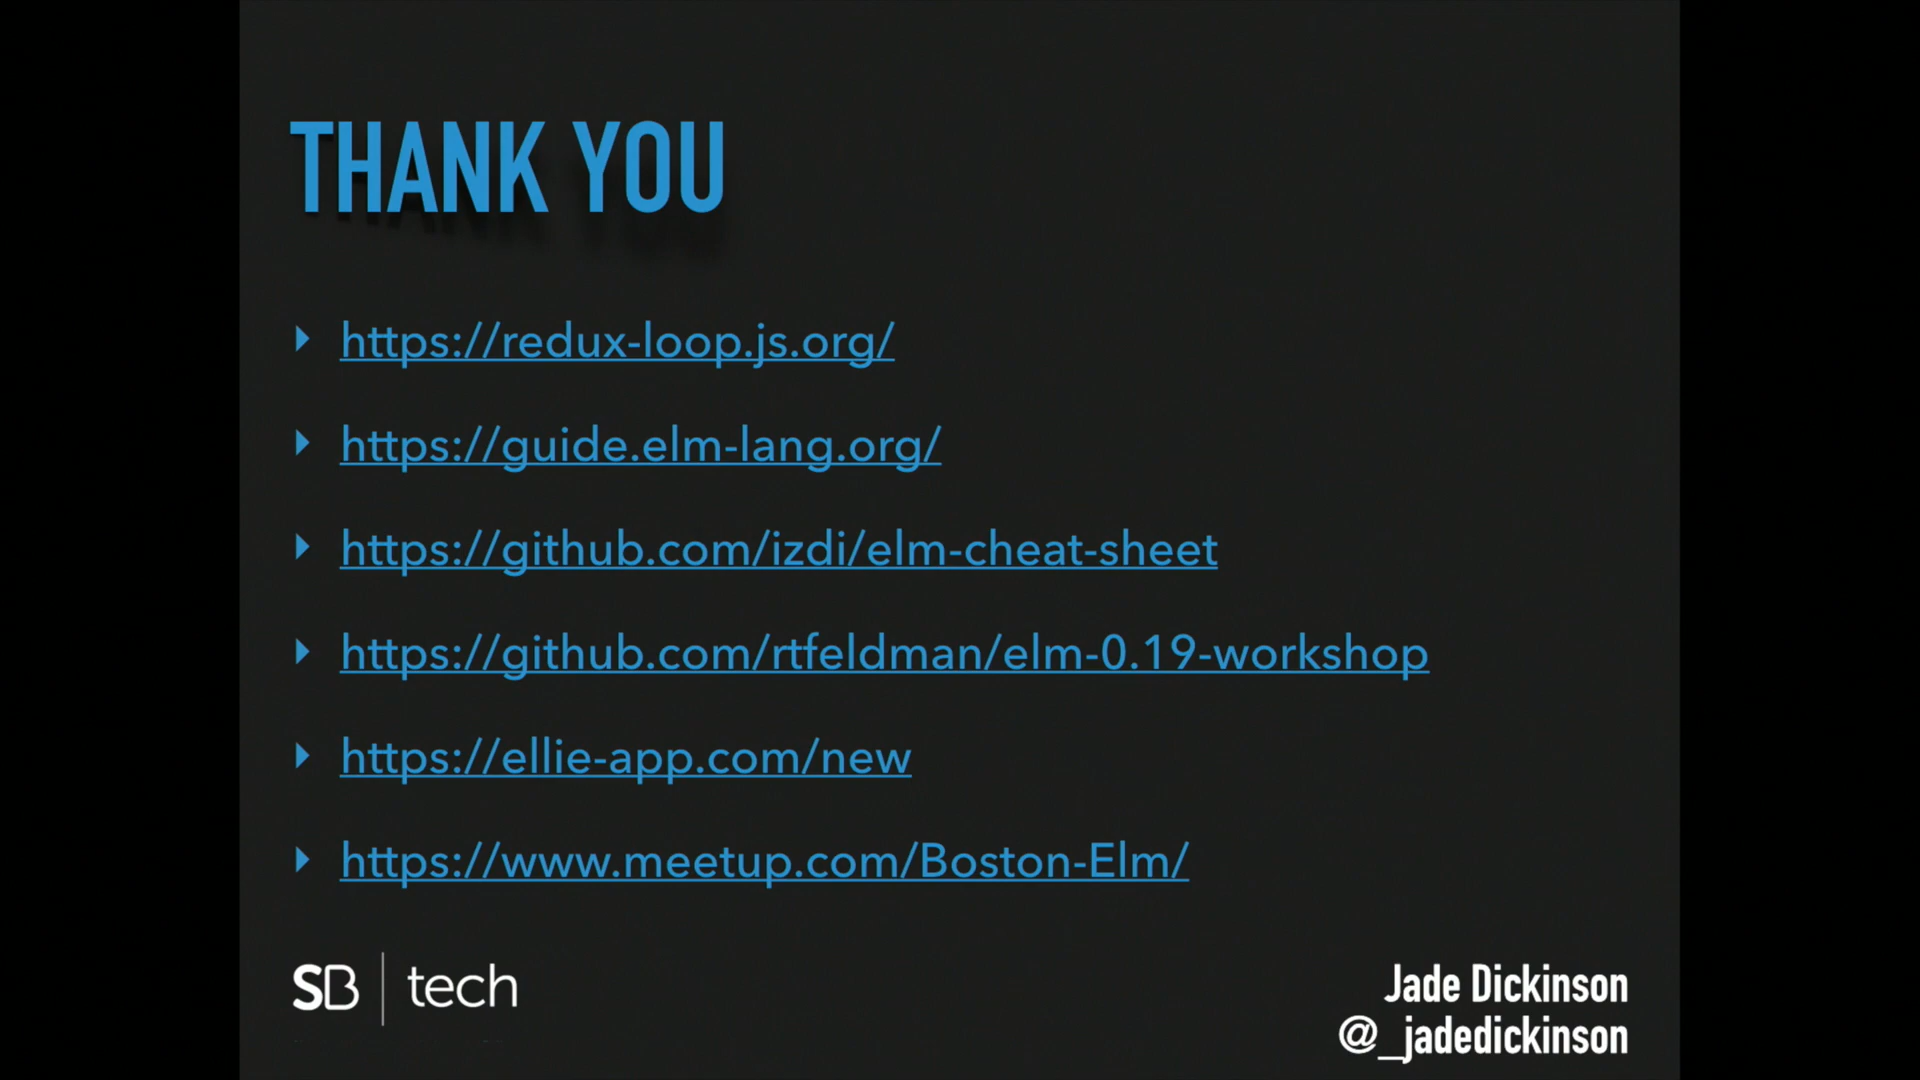 THANK YOU
https://redux-loop.js.org/
https://guide.elm-lang.org/
https://github.com/izdi/elm-cheat-sheet
https://github.com/rtfeldman/elm-0.19-workshop
https://ellie-app.com/new
https://www.meetup.com/Boston-Elm/
SB | tech
Jade Dickinson
@_jadedickinson